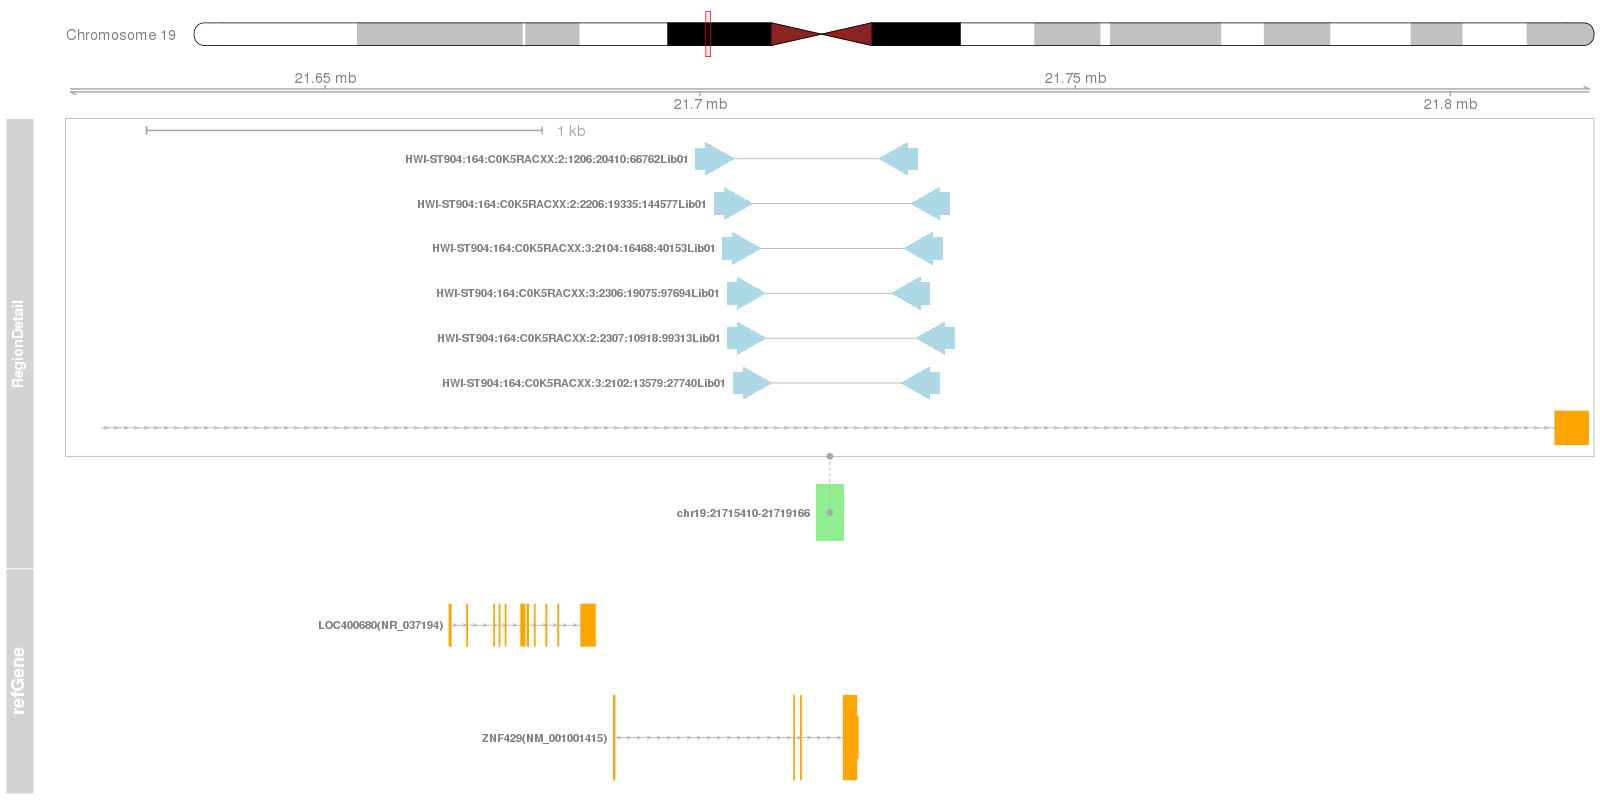 Chromosome 19
21.65 mb
21.75 mb
21.7 mb
21.8 mb
RegionDetail
1 kb
HWI-ST904:164:C0K5RACXX:2:1206:20410:66762Lib01
HWI-ST904:164:C0K5RACXX:2:2206:19335:144577Lib01
HWI-ST904:164:C0K5RACXX:3:2104:16468:40153Lib01
HWI-ST904:164:C0K5RACXX:3:2306:19075:97694Lib01
HWI-ST904:164:C0K5RACXX:2:2307:10918:99313Lib01
HWI-ST904:164:C0K5RACXX:3:2102:13579:27740Lib01
chr19:21715410-21719166
refGene
LOC400680(NR_037194)
ZNF429(NM_001001415)